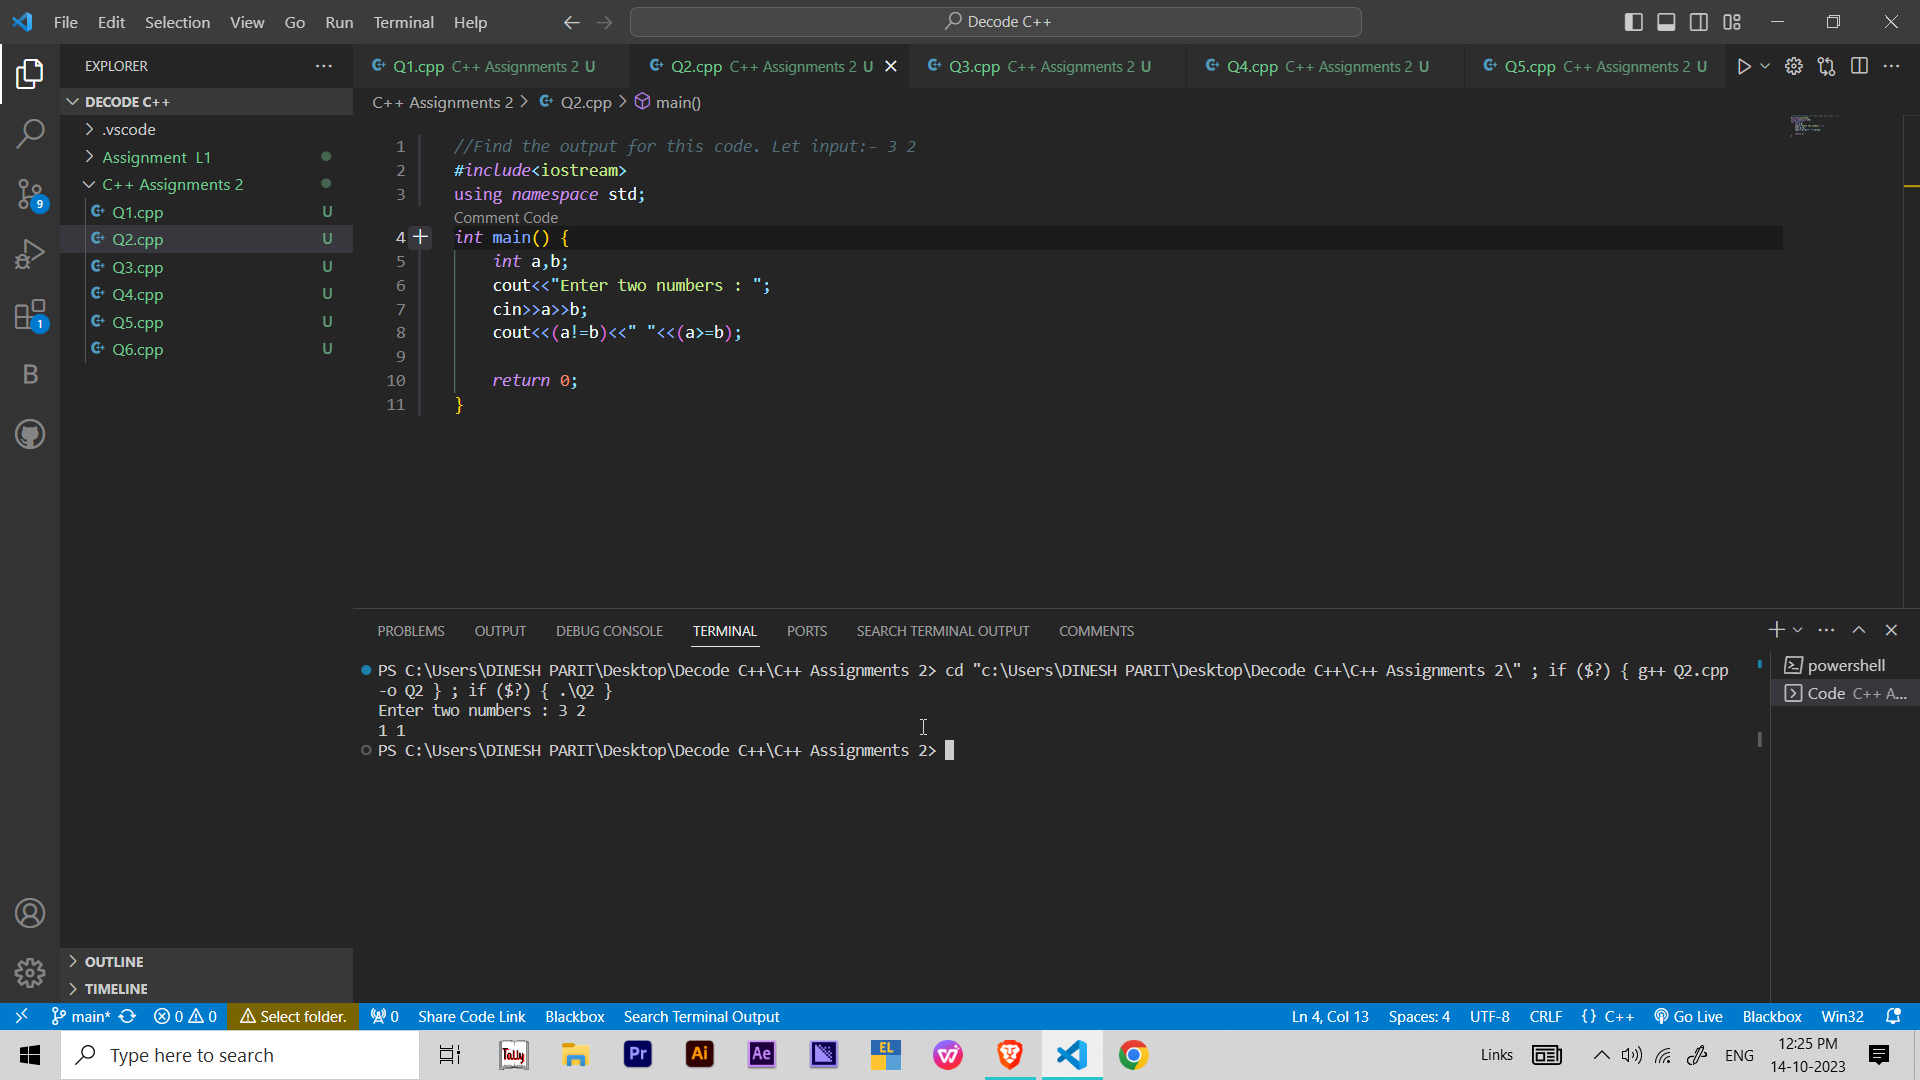 File Edit Selection View Go Run Terminal Help
Decode C++
EXPLORER
DECODE C++
.vscode
Assignment L1
C++ Assignments 2
Q1.cpp U
Q2.cpp U
Q3.cpp U
Q4.cpp U
Q5.cpp U
Q6.cpp U
9
1
B
OUTLINE
TIMELINE
Q1.cpp C++ Assignments 2 U
Q2.cpp C++ Assignments 2 U
Q3.cpp C++ Assignments 2 U
Q4.cpp C++ Assignments 2 U
Q5.cpp C++ Assignments 2 U
C++ Assignments 2 > Q2.cpp > main()
1 //Find the output for this code. Let input:- 3 2
2 #include<iostream>
3 using namespace std;
Comment Code
4 int main() {
5 int a,b;
6 cout<<"Enter two numbers : ";
7 cin>>a>>b;
8 cout<<(a!=b)<<" "<<(a>=b);
9
10 return 0;
11 }
PROBLEMS OUTPUT DEBUG CONSOLE TERMINAL PORTS SEARCH TERMINAL OUTPUT COMMENTS
PS C:\Users\DINESH PARIT\Desktop\Decode C++\C++ Assignments 2> cd "c:\Users\DINESH PARIT\Desktop\Decode C++\C++ Assignments 2\" ; if ($?) { g++ Q2.cpp
-o Q2 } ; if ($?) { .\Q2 }
Enter two numbers : 3 2
1 1
PS C:\Users\DINESH PARIT\Desktop\Decode C++\C++ Assignments 2>
powershell
Code C++ A...
main* 0 0 Select folder. 0 Share Code Link Blackbox Search Terminal Output Ln 4, Col 13 Spaces: 4 UTF-8 CRLF {} C++ Go Live Blackbox Win32
Type here to search
Tally
Pr
Ai
Ae
EL
Links
ENG
12:25 PM
14-10-2023